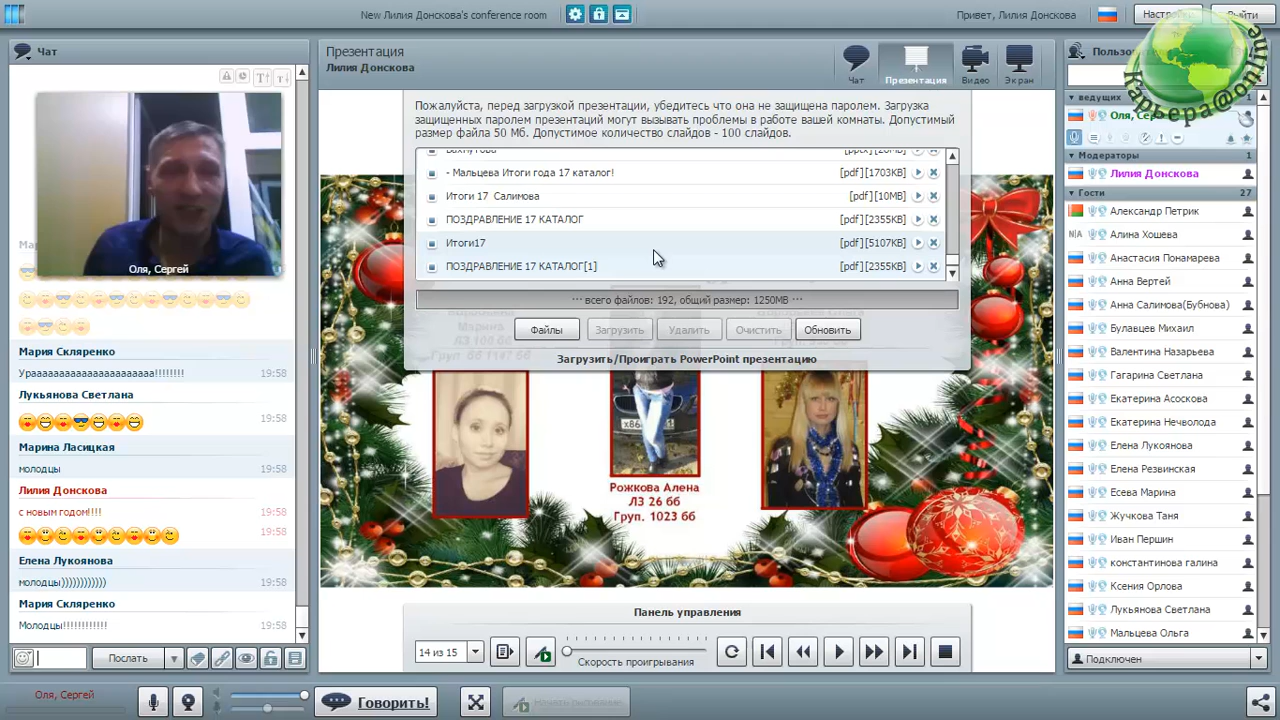 New Лилия Донскова's conference room
Привет, Лилия Донскова
Выйти
Карьера@online
Чат
Оля, Сергей
Мария Скляренко
Ураааааааааааааааааааааа!!!!!!!!
19:58
Лукьянова Светлана
19:58
Марина Ласицкая
молодцы
19:58
Лилия Донскова
с новым годом!!!!
19:58
19:58
Елена Лукоянова
молодцы))))))))))))
19:58
Мария Скляренко
Молодцы!!!!!!!!!!!!
19:58
Послать
Презентация
Лилия Донскова
Чат
Презентация
Видео
Экран
Пожалуйста, перед загрузкой презентации, убедитесь что она не защищена паролем. Загрузка
защищенных паролем презентаций могут вызывать проблемы в работе вашей комнаты. Допустимый
размер файла 50 Мб. Допустимое количество слайдов - 100 слайдов.
- Мальцева Итоги года 17 каталог! [pdf][1703KB]
Итоги 17 Салимова [pdf][10MB]
ПОЗДРАВЛЕНИЕ 17 КАТАЛОГ [pdf][2355KB]
Итоги17 [pdf][5107KB]
ПОЗДРАВЛЕНИЕ 17 КАТАЛОГ[1] [pdf][2355KB]
··· всего файлов: 192, общий размер: 1250MB ···
Файлы
Загрузить
Удалить
Очистить
Обновить
Загрузить/Проиграть PowerPoint презентацию
Рожкова Алена
ЛЗ 26 бб
Груп. 1023 бб
Панель управления
14 из 15
Скорость проигрывания
ведущих 1
Модераторы 1
Лилия Донскова
Гости 27
Александр Петрик
N/A Алина Хошева
Анастасия Понамарева
Анна Вертей
Анна Салимова(Бубнова)
Булавцев Михаил
Валентина Назарьева
Гагарина Светлана
Екатерина Асоскова
Екатерина Нечволода
Елена Лукоянова
Елена Резвинская
Есева Марина
Жучкова Таня
Иван Першин
константинова галина
Ксения Орлова
Лукьянова Светлана
Мальцева Ольга
Подключен
Оля, Сергей
Говорить!